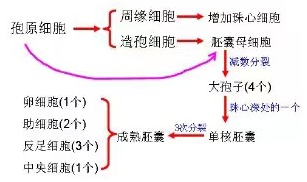 孢原细胞
周缘细胞
增加珠心细胞
造孢细胞
胚囊母细胞
减数分裂
大孢子(4个)
珠心深处的一个
单核胚囊
3次分裂
成熟胚囊
卵细胞(1个)
助细胞(2个)
反足细胞(3个)
中央细胞(1个)